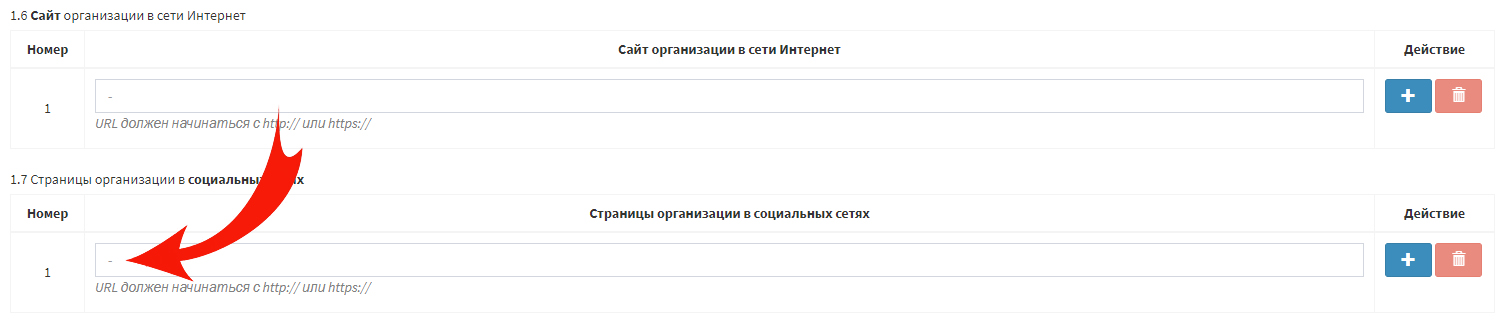 1.6 Сайт организации в сети Интернет
Номер Сайт организации в сети Интернет Действие
1 -
URL должен начинаться с http:// или https://
1.7 Страницы организации в социальных
Номер Страницы организации в социальных сетях Действие
1 -
URL должен начинаться с http:// или https://